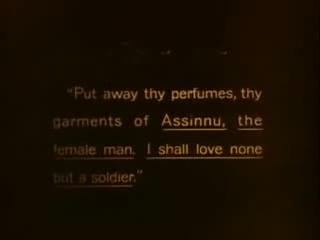 "Put away thy perfumes, thy
garments of Assinnu, the
female man. I shall love none
but a soldier."